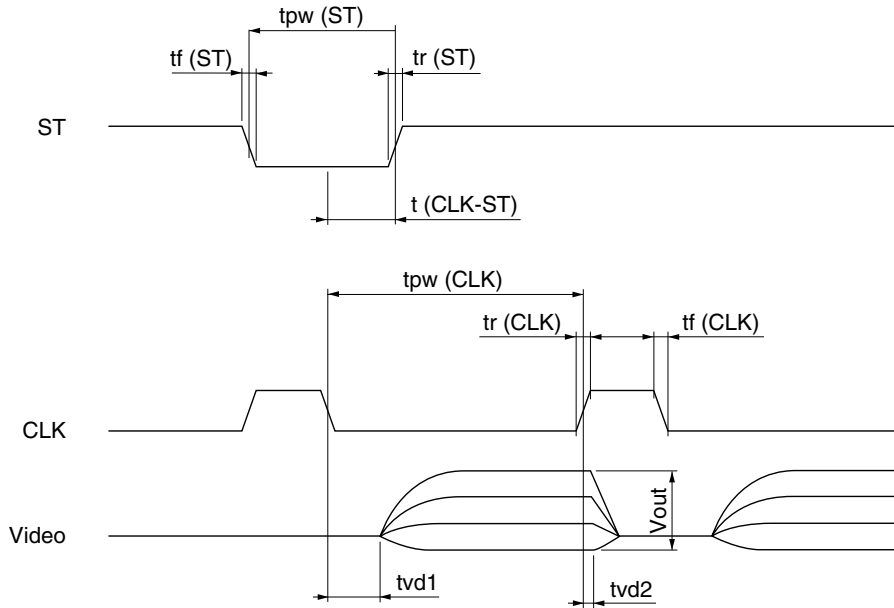 tpw (ST)
tf (ST)
tr (ST)
ST
t (CLK-ST)
tpw (CLK)
tr (CLK)
tf (CLK)
CLK
Vout
Video
tvd1
tvd2